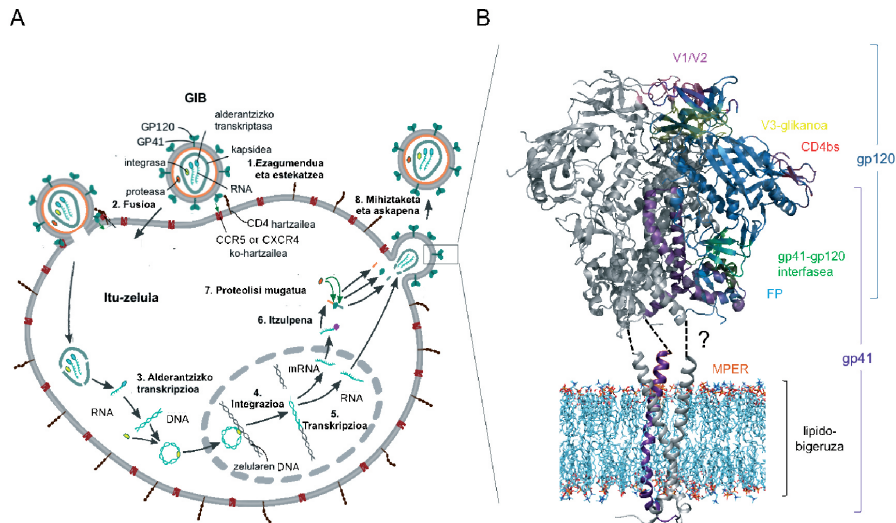 A
GIB
GP120
GP41
integrasa
proteasa
alderantzizko
transkriptasa
kapsidea
RNA
1.Ezagumendua
eta estekatzea
2. Fusioa
CD4 hartzailea
CCR5 or CXCR4
ko-hartzailea
8. Mihiztaketa
eta askapena
Itu-zelula
7. Proteolisi mugatua
6. Itzulpena
3. Alderantzizko
transkripzioa
RNA
DNA
4.
Integrazioa
mRNA
RNA
5.
Transkripzioa
zelularen DNA
B
V1/V2
V3-glikanoa
CD4bs
gp120
gp41-gp120
interfasea
FP
?
gp41
MPER
lipido-
bigeruza